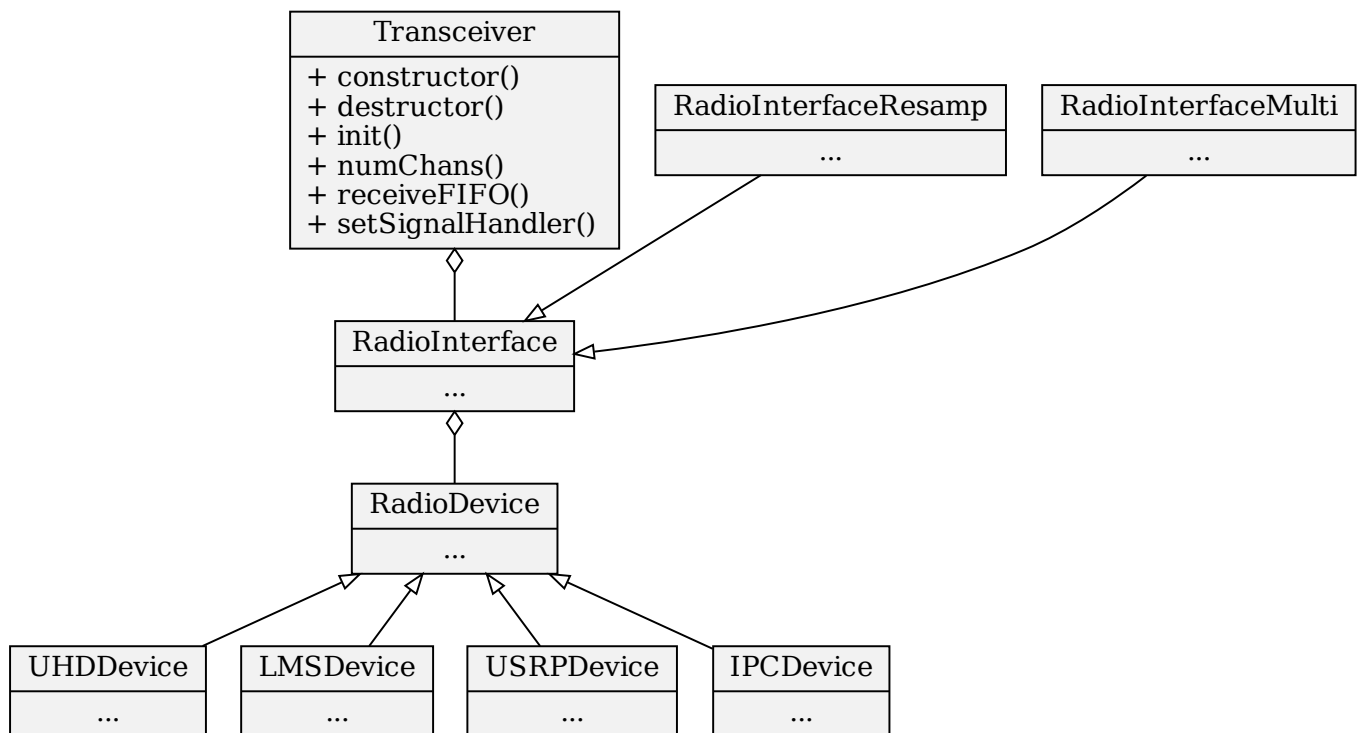 Transceiver
+ constructor()
+ destructor()
+ init()
+ numChans()
+ receiveFIFO()
+ setSignalHandler()
RadioInterfaceResamp
...
RadioInterfaceMulti
...
RadioInterface
...
RadioDevice
...
UHDDevice
...
LMSDevice
...
USRPDevice
...
IPCDevice
...